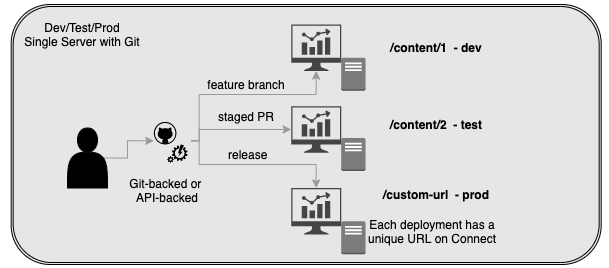 Dev/Test/Prod
Single Server with Git
feature branch
/content/1 - dev
staged PR
/content/2 - test
release
Git-backed or
API-backed
/custom-url - prod
Each deployment has a
unique URL on Connect